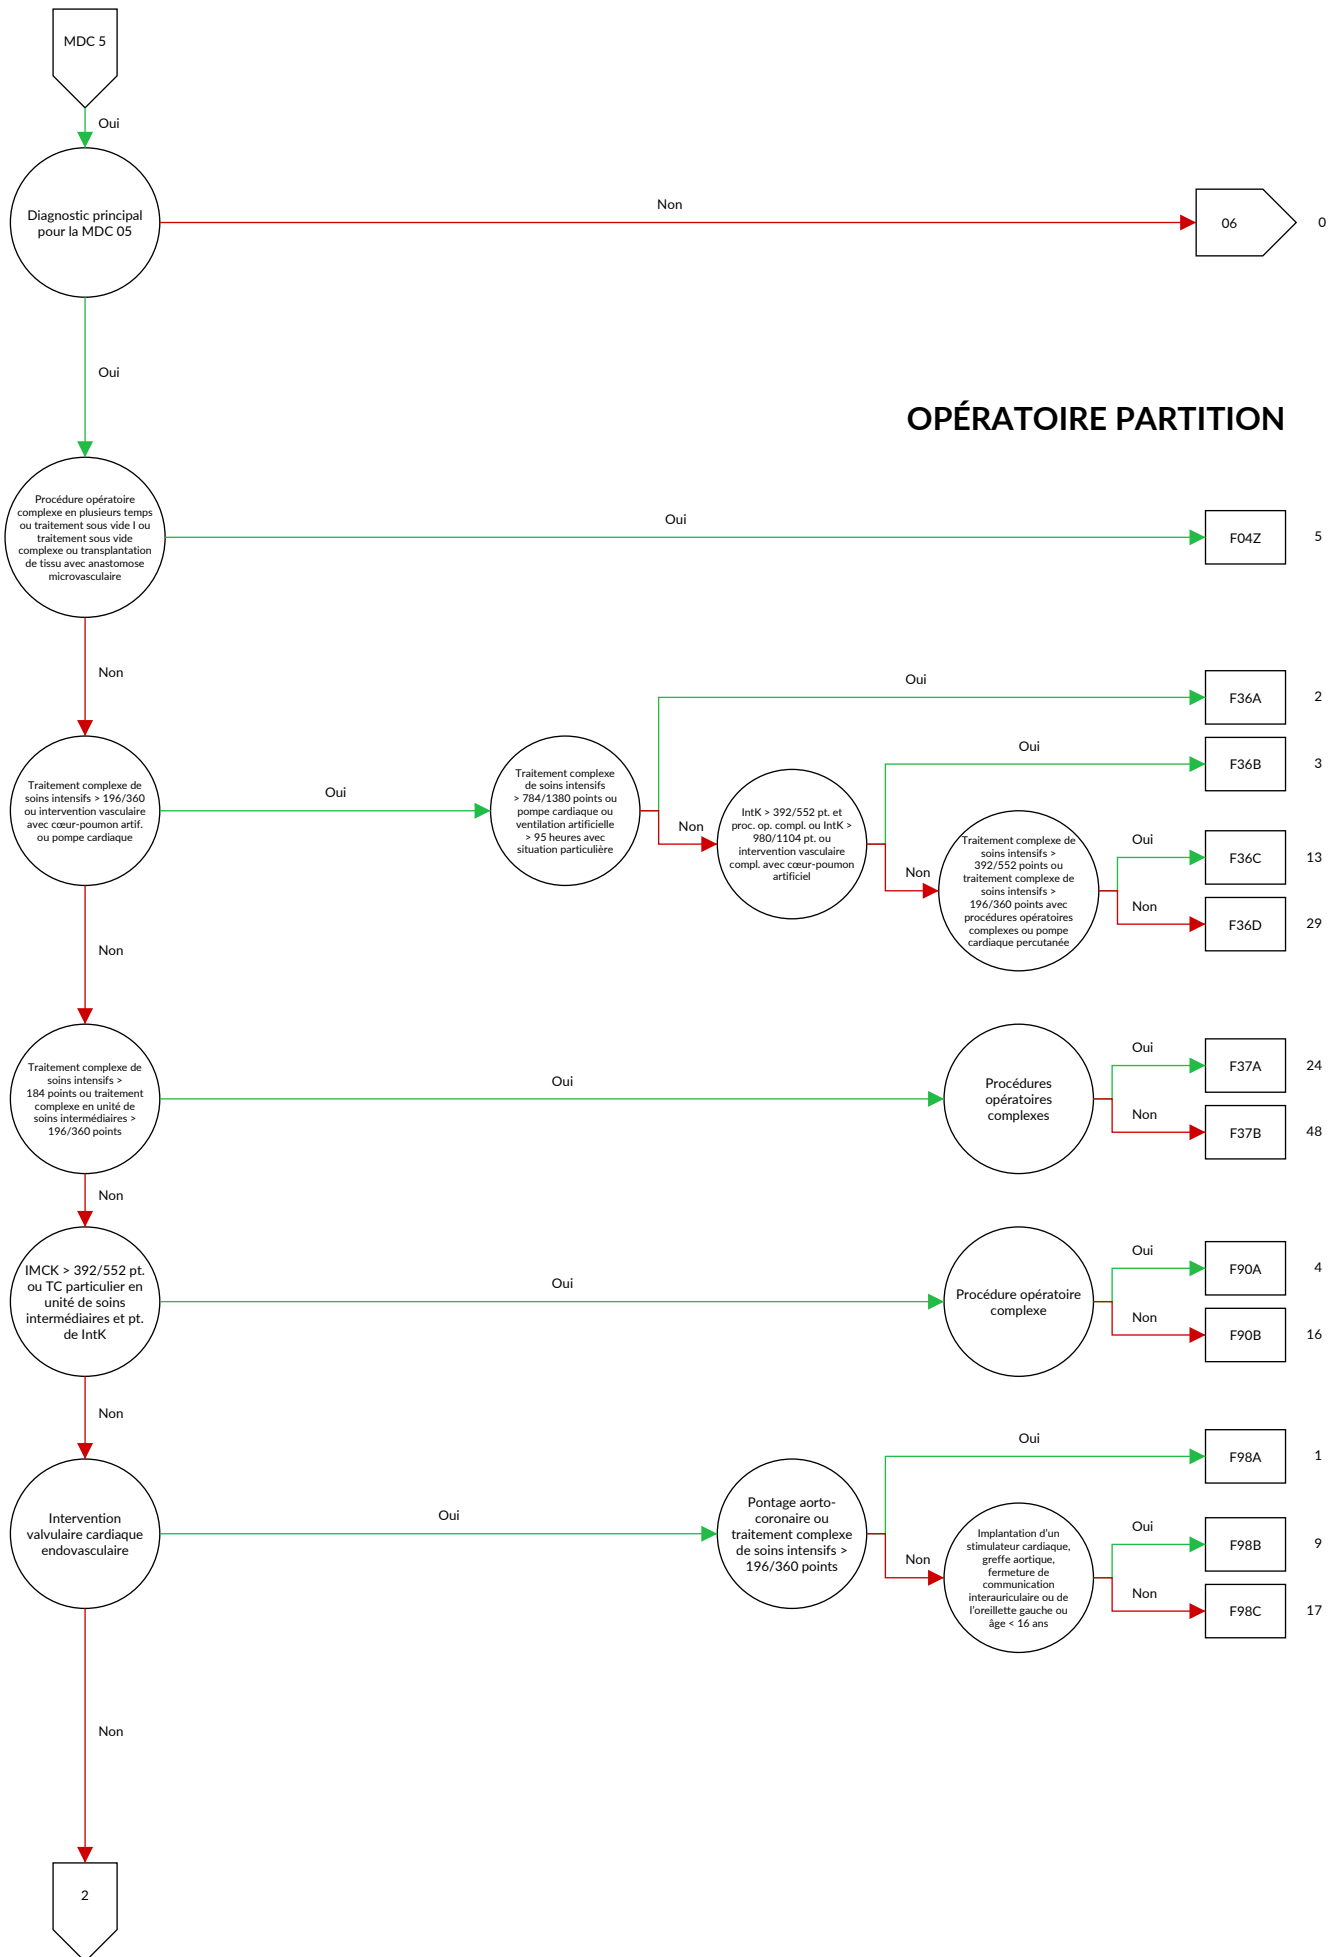 MDC 5
Oui
Diagnostic principal
pour la MDC 05
Non
06
0
Oui
OPÉRATOIRE PARTITION
Procédure opératoire
complexe en plusieurs temps
ou traitement sous vide I ou
traitement sous vide
complexe ou transplantation
de tissu avec anastomose
microvasculaire
Oui
F04Z
5
Non
Traitement complexe de
soins intensifs > 196/360
ou intervention vasculaire
avec cœur-poumon artif.
ou pompe cardiaque
Oui
Traitement complexe
de soins intensifs
> 784/1380 points ou
pompe cardiaque ou
ventilation artificielle
> 95 heures avec
situation particulière
Oui
F36A
2
Non
IntK > 392/552 pt. et
proc. op. compl. ou IntK >
980/1104 pt. ou
intervention vasculaire
compl. avec cœur-poumon
artificiel
Oui
F36B
3
Non
Traitement complexe de
soins intensifs >
392/552 points ou
traitement complexe de
soins intensifs >
196/360 points avec
procédures opératoires
complexes ou pompe
cardiaque percutanée
Oui
F36C
13
Non
F36D
29
Non
Traitement complexe de
soins intensifs >
184 points ou traitement
complexe en unité de
soins intermédiaires >
196/360 points
Oui
Procédures
opératoires
complexes
Oui
F37A
24
Non
F37B
48
Non
IMCK > 392/552 pt.
ou TC particulier en
unité de soins
intermédiaires et pt.
de IntK
Oui
Procédure opératoire
complexe
Oui
F90A
4
Non
F90B
16
Non
Intervention
valvulaire cardiaque
endovasculaire
Oui
Pontage aorto-
coronaire ou
traitement complexe
de soins intensifs >
196/360 points
Oui
F98A
1
Non
Implantation d'un
stimulateur cardiaque,
greffe aortique,
fermeture de
communication
interauriculaire ou de
l'oreillette gauche ou
âge < 16 ans
Oui
F98B
9
Non
F98C
17
Non
2